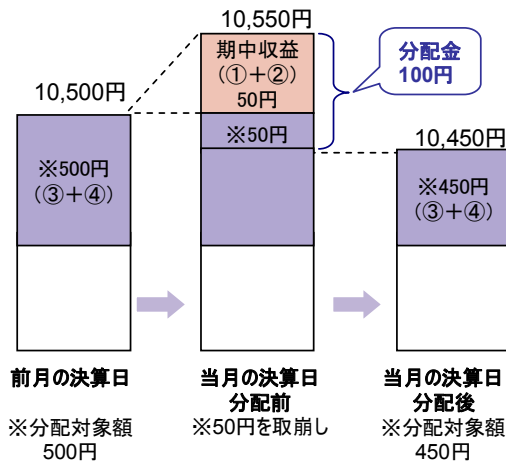 10,550円
期中収益
(①+②)
50円
分配金
100円
10,500円
※50円
10,450円
※500円
(③+④)
※450円
(③+④)
前月の決算日
※分配対象額
500円
当月の決算日
分配前
※50円を取崩し
当月の決算日
分配後
※分配対象額
450円